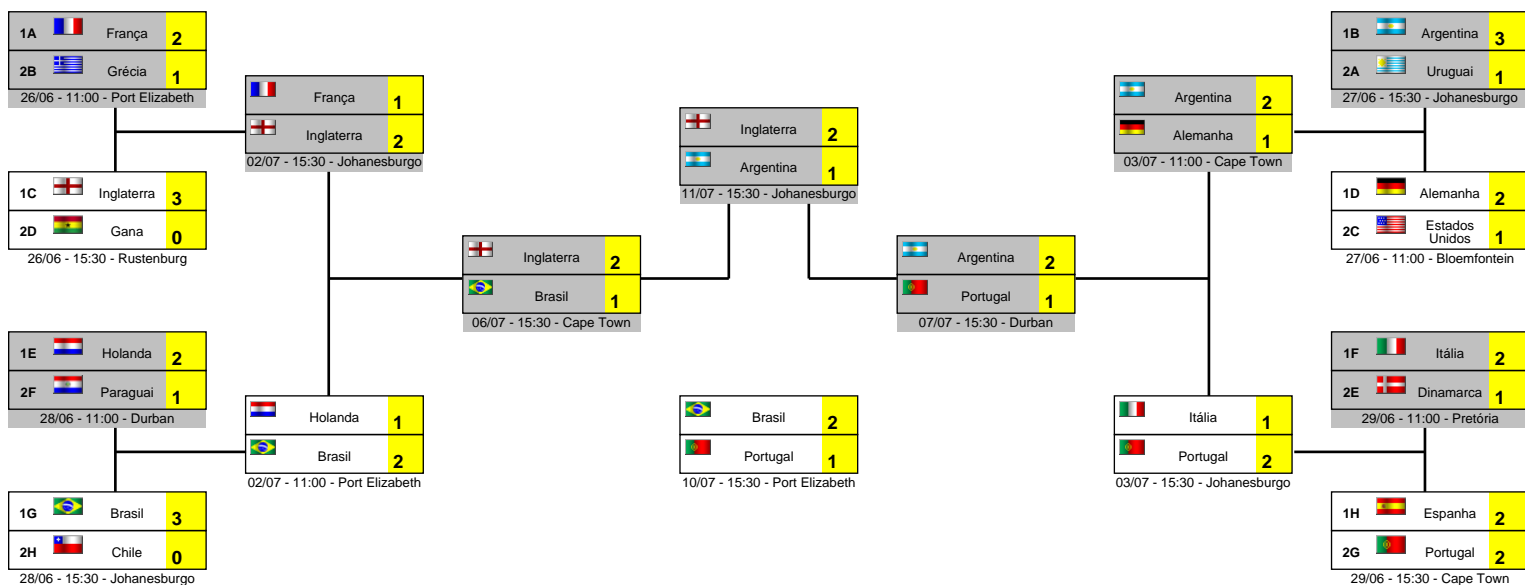 1A França 2
2B Grécia 1
26/06 - 11:00 - Port Elizabeth
1C Inglaterra 3
2D Gana 0
26/06 - 15:30 - Rustenburg
1E Holanda 2
2F Paraguai 1
28/06 - 11:00 - Durban
1G Brasil 3
2H Chile 0
28/06 - 15:30 - Johanesburgo
França 1
Inglaterra 2
02/07 - 15:30 - Johanesburgo
Holanda 1
Brasil 2
02/07 - 11:00 - Port Elizabeth
Inglaterra 2
Brasil 1
06/07 - 15:30 - Cape Town
Inglaterra 2
Argentina 1
11/07 - 15:30 - Johanesburgo
Brasil 2
Portugal 1
10/07 - 15:30 - Port Elizabeth
Argentina 2
Portugal 1
07/07 - 15:30 - Durban
Argentina 2
Alemanha 1
03/07 - 11:00 - Cape Town
Itália 1
Portugal 2
03/07 - 15:30 - Johanesburgo
1B Argentina 3
2A Uruguai 1
27/06 - 15:30 - Johanesburgo
1D Alemanha 2
2C Estados
Unidos 1
27/06 - 11:00 - Bloemfontein
1F Itália 2
2E Dinamarca 1
29/06 - 11:00 - Pretória
1H Espanha 2
2G Portugal 2
29/06 - 15:30 - Cape Town